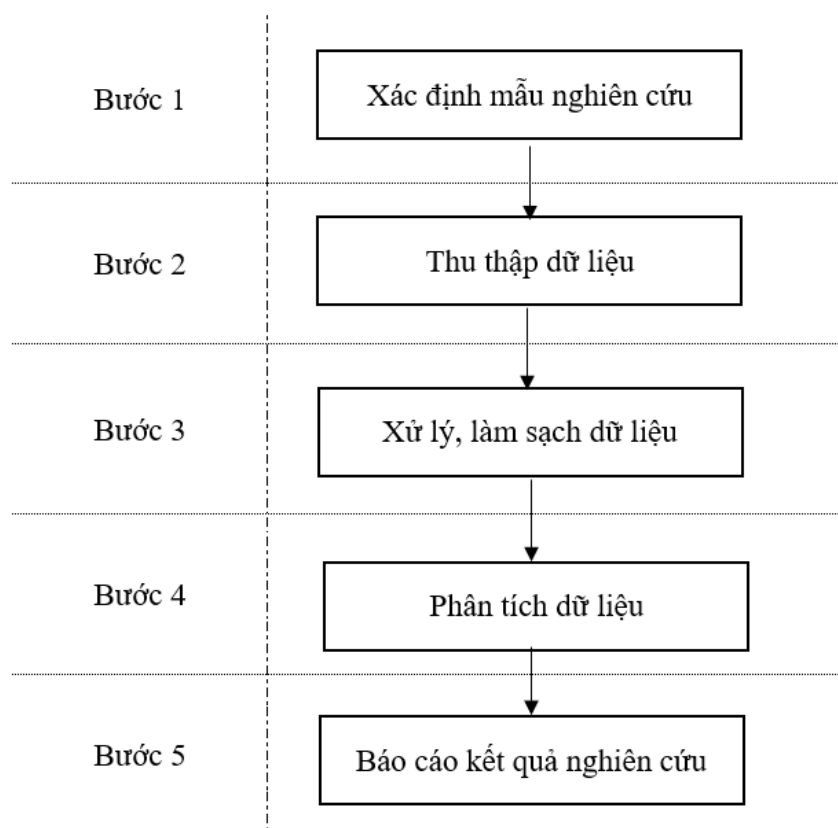 Bước 1
Xác định mẫu nghiên cứu
Bước 2
Thu thập dữ liệu
Bước 3
Xử lý, làm sạch dữ liệu
Bước 4
Phân tích dữ liệu
Bước 5
Báo cáo kết quả nghiên cứu